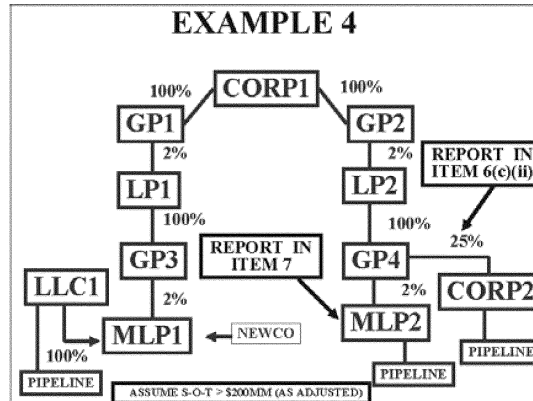 EXAMPLE 4
100%
CORP1
100%
GP1
GP2
2%
2%
REPORT IN
ITEM 6(c)(ii)
LP1
LP2
100%
REPORT IN
ITEM 7
100%
25%
GP3
GP4
LLC1
2%
2%
CORP2
MLP1
NEWCO
MLP2
100%
PIPELINE
PIPELINE
PIPELINE
ASSUME S-O-T > $200MM (AS ADJUSTED)